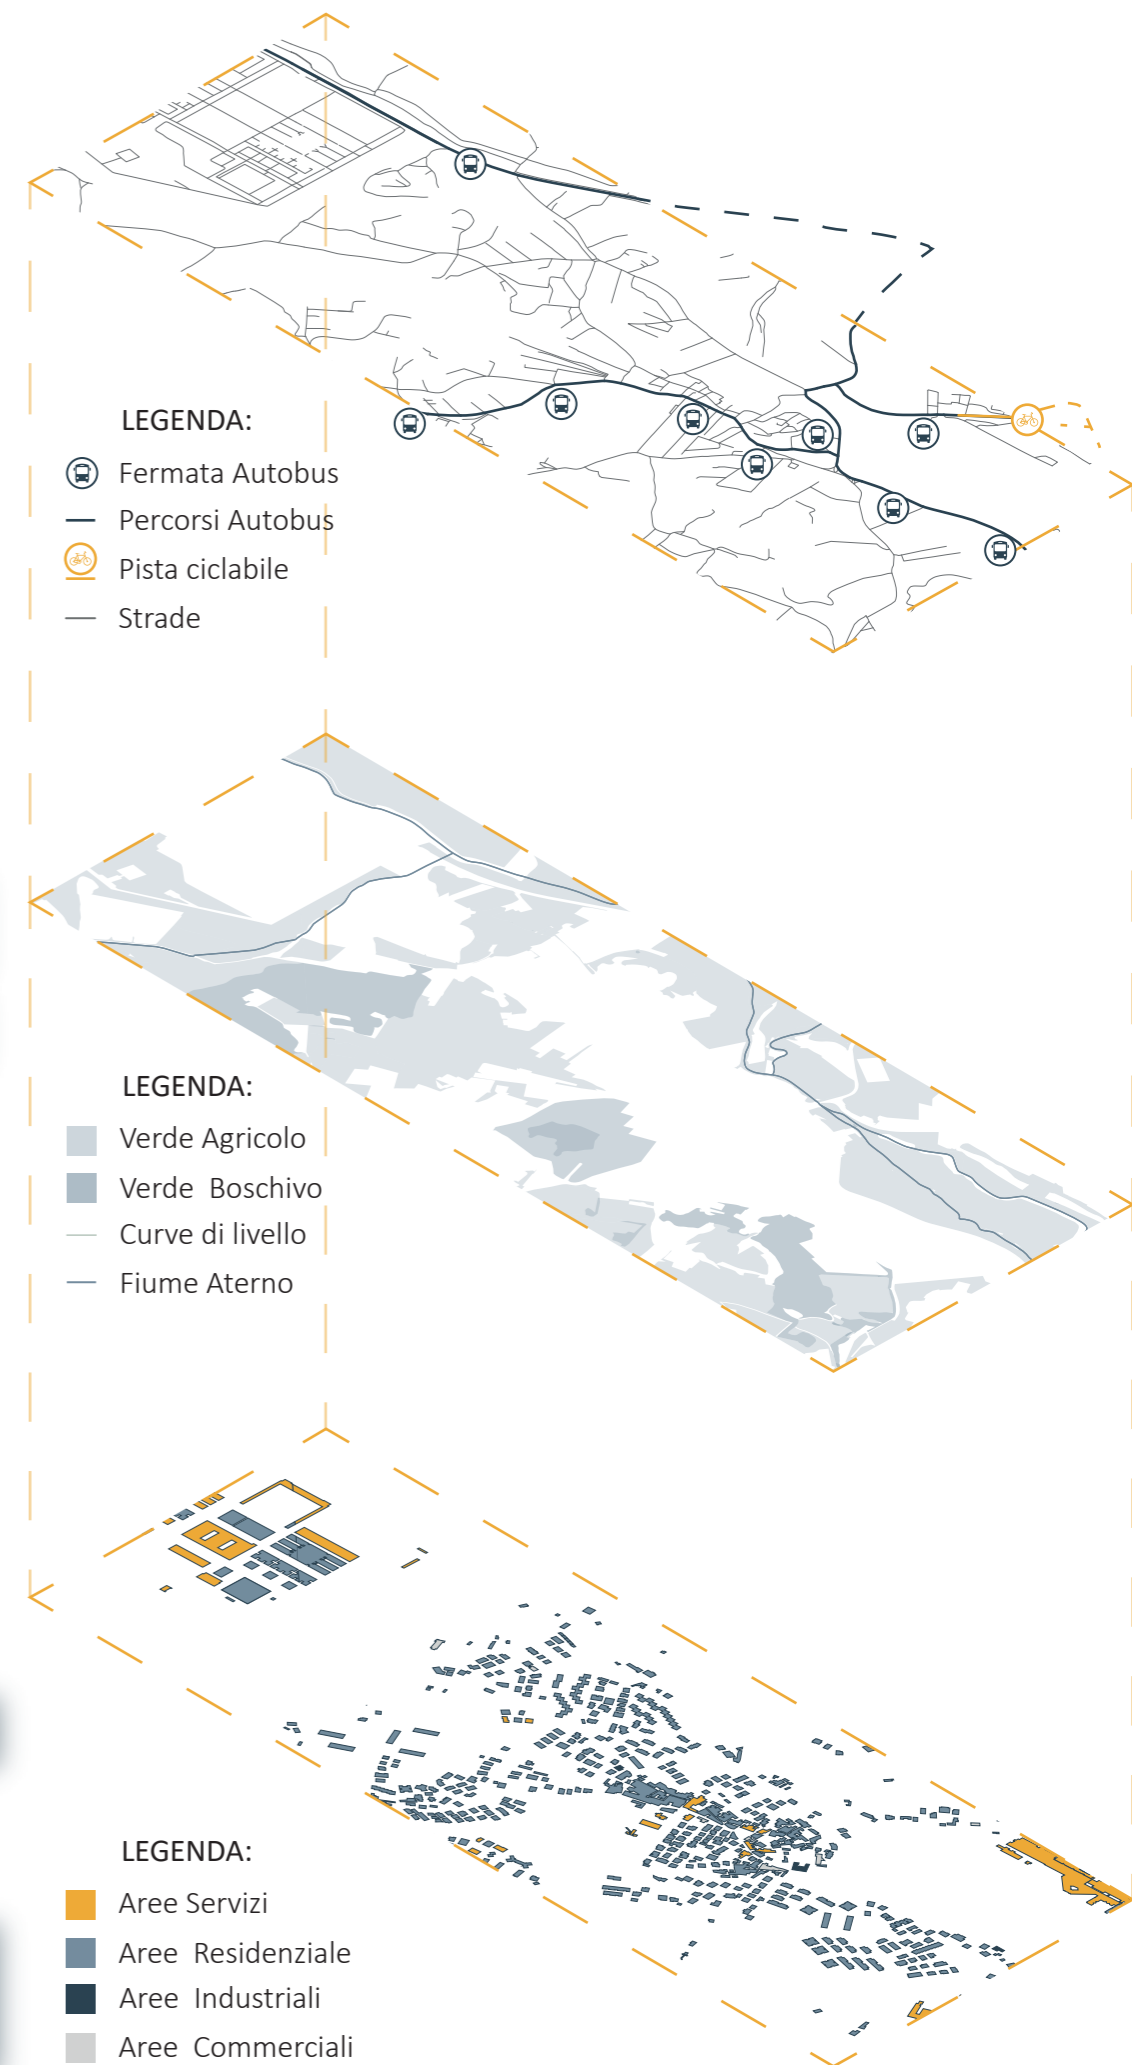 LEGENDA:
Fermata Autobus
Percorsi Autobus
Pista ciclabile
Strade
LEGENDA:
Verde Agricolo
Verde Boschivo
Curve di livello
Fiume Aterno
LEGENDA:
Aree Servizi
Aree Residenziale
Aree Industriali
Aree Commerciali